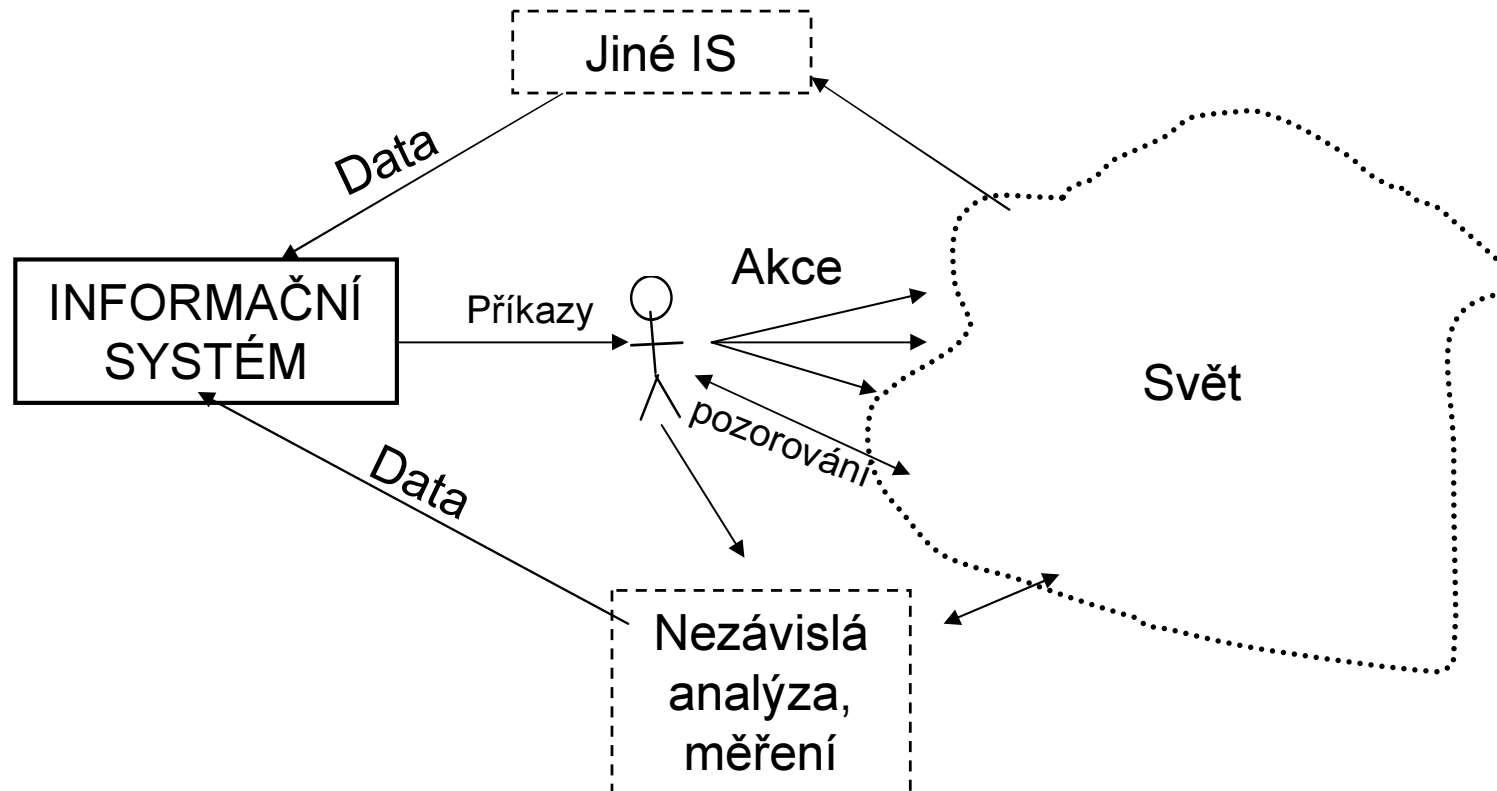 Jiné IS
Data
Akce
INFORMAČNÍ
SYSTÉM
Příkazy
Svět
pozorování
Data
Nezávislá
analýza,
měření